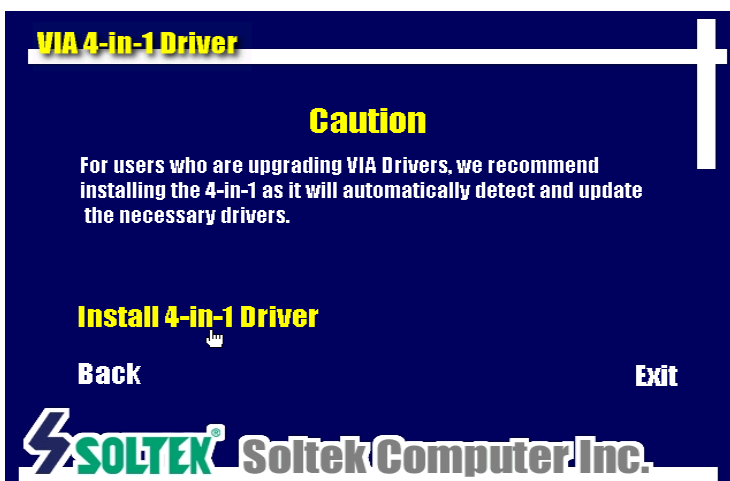 VIA 4-in-1 Driver
Caution
For users who are upgrading VIA Drivers, we recommend
installing the 4-in-1 as it will automatically detect and update
the necessary drivers.
Install 4-in-1 Driver
Back
Exit
SOLTEK® Soltek Computer Inc.